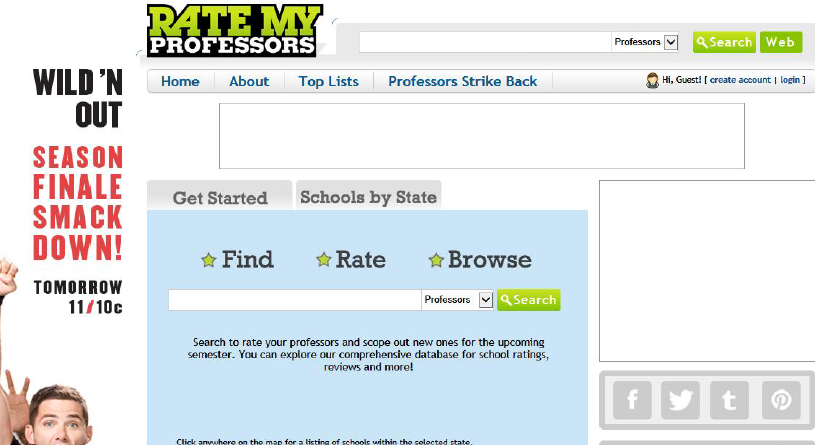 RATE MY
PROFESSORS
Professors
Search
Web
Home
About
Top Lists
Professors Strike Back
Hi, Guest! [ create account | login ]
WILD 'N
OUT
SEASON
FINALE
SMACK
DOWN!
TOMORROW
11/10c
Get Started
Schools by State
Find
Rate
Browse
Professors
Search
Search to rate your professors and scope out new ones for the upcoming
semester. You can explore our comprehensive database for school ratings,
reviews and more!
Click anywhere on the map for a listing of schools within the selected state.